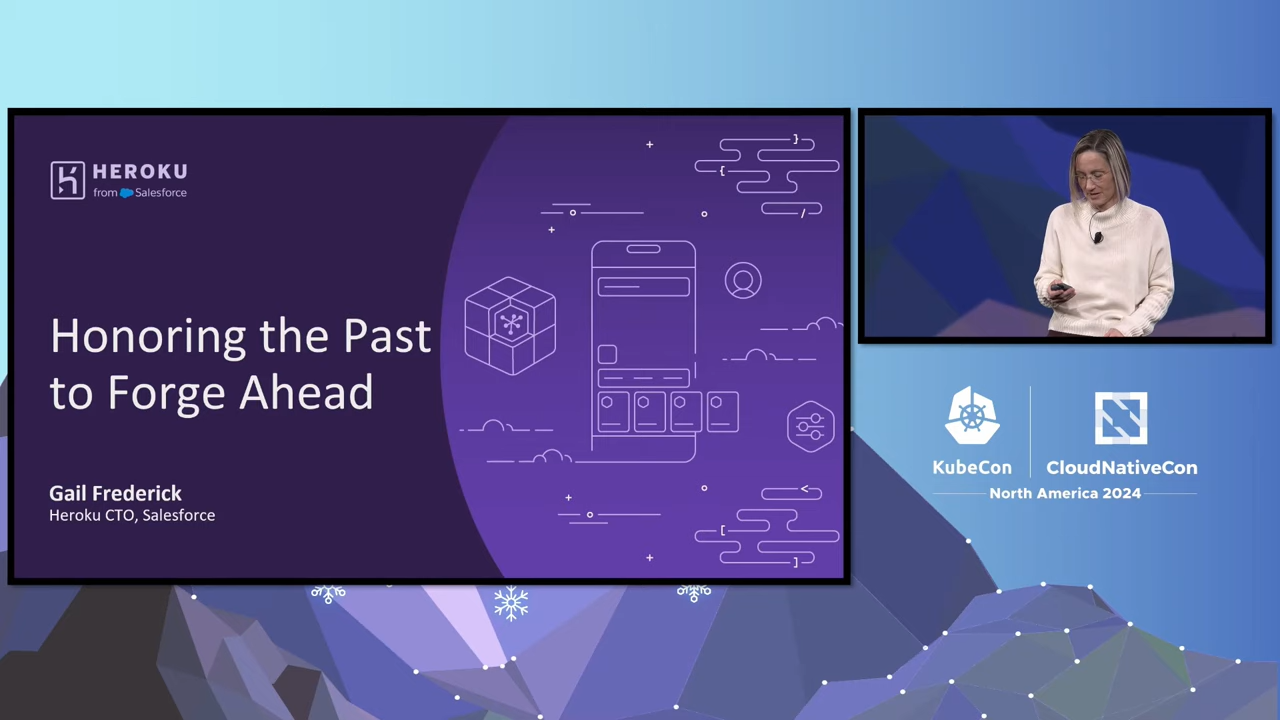 HEROKU
from Salesforce
Honoring the Past
to Forge Ahead
Gail Frederick
Heroku CTO, Salesforce
}
{
/
<
[
]
KubeCon
CloudNativeCon
North America 2024